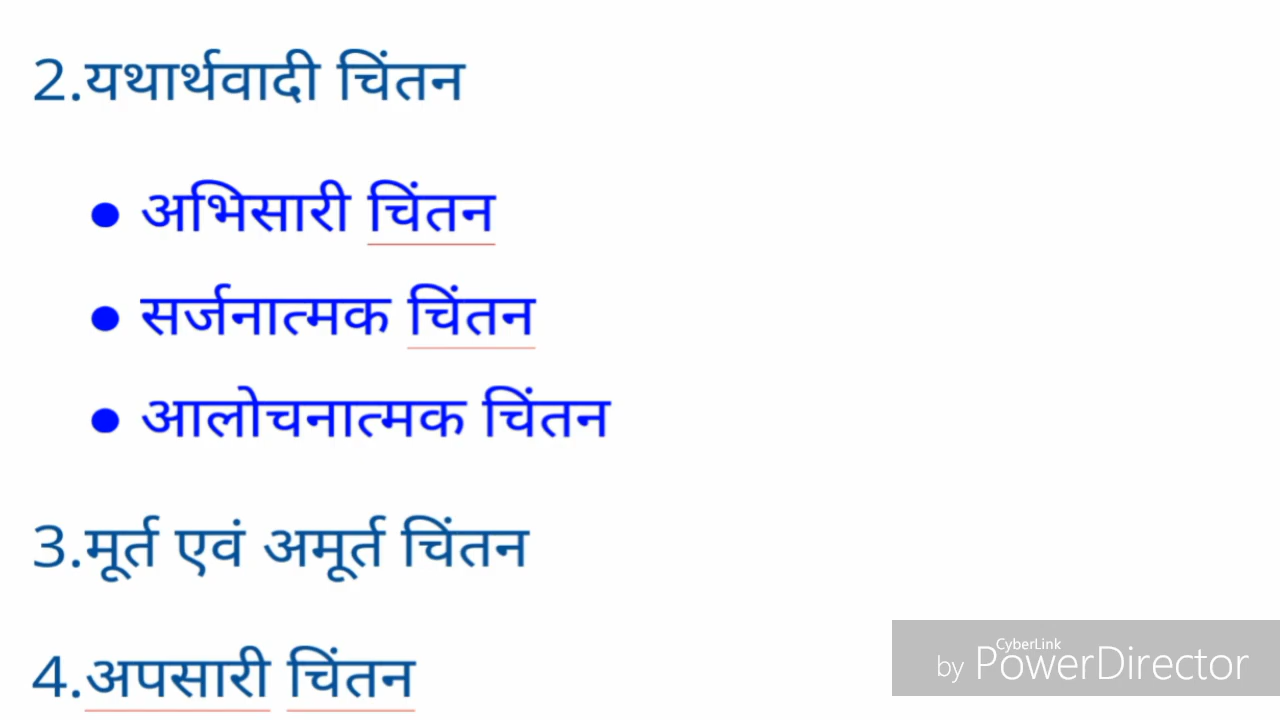 2.यथार्थवादी चिंतन
● अभिसारी चिंतन
● सर्जनात्मक चिंतन
● आलोचनात्मक चिंतन
3.मूर्त एवं अमूर्त चिंतन
4.अपसारी चिंतन
CyberLink
by PowerDirector